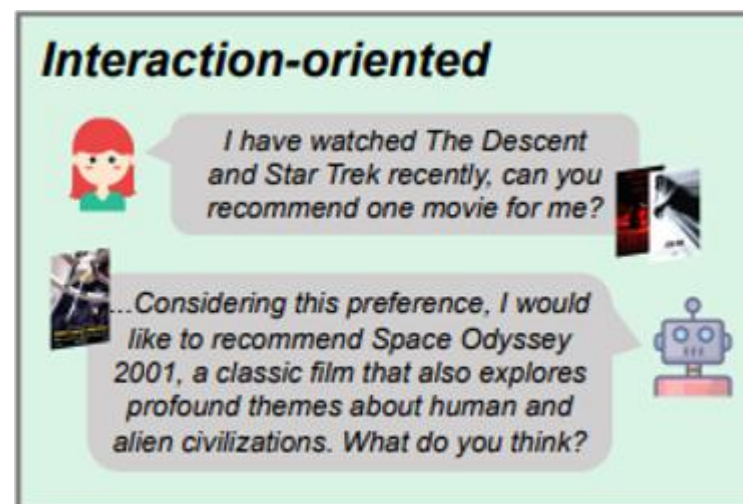 Interaction-oriented
I have watched The Descent
and Star Trek recently, can you
recommend one movie for me?
...Considering this preference, I would
like to recommend Space Odyssey
2001, a classic film that also explores
profound themes about human and
alien civilizations. What do you think?